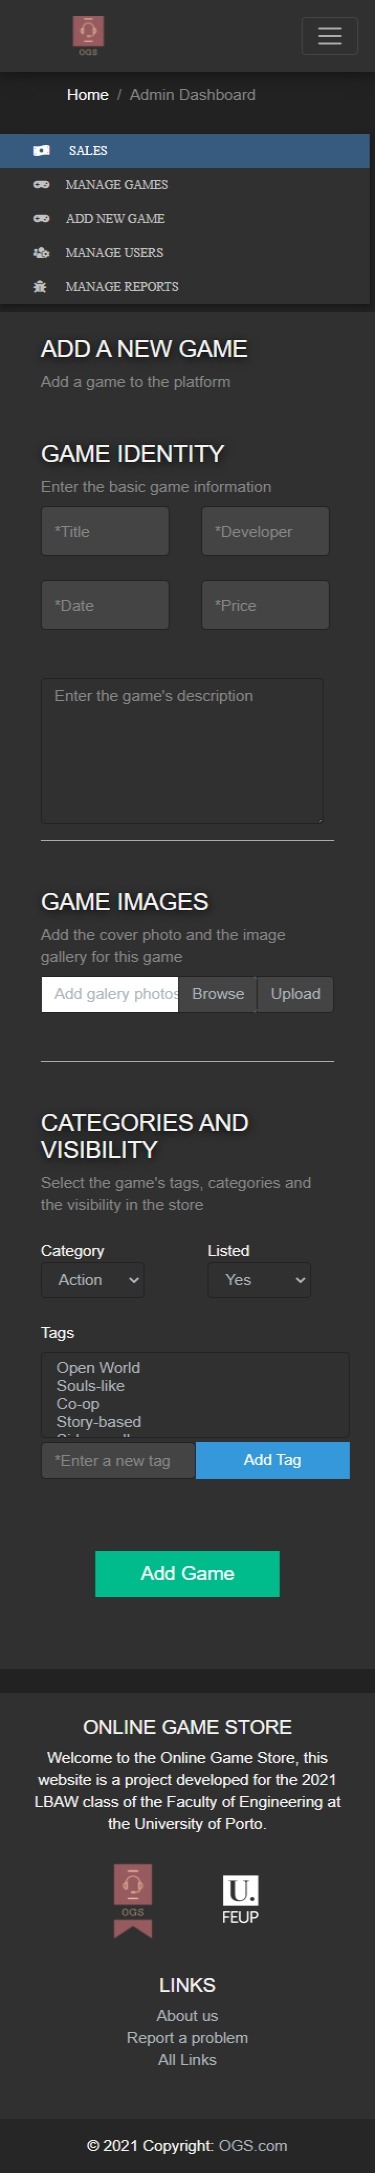 OGS
Home / Admin Dashboard
SALES
MANAGE GAMES
ADD NEW GAME
MANAGE USERS
MANAGE REPORTS
ADD A NEW GAME
Add a game to the platform
GAME IDENTITY
Enter the basic game information
*Title *Developer
*Date *Price
Enter the game's description
GAME IMAGES
Add the cover photo and the image
gallery for this game
Add galery photos Browse Upload
CATEGORIES AND
VISIBILITY
Select the game's tags, categories and
the visibility in the store
Category Listed
Action Yes
Tags
Open World
Souls-like
Co-op
Story-based
*Enter a new tag Add Tag
Add Game
ONLINE GAME STORE
Welcome to the Online Game Store, this
website is a project developed for the 2021
LBAW class of the Faculty of Engineering at
the University of Porto.
OGS
U.
FEUP
LINKS
About us
Report a problem
All Links
© 2021 Copyright: OGS.com